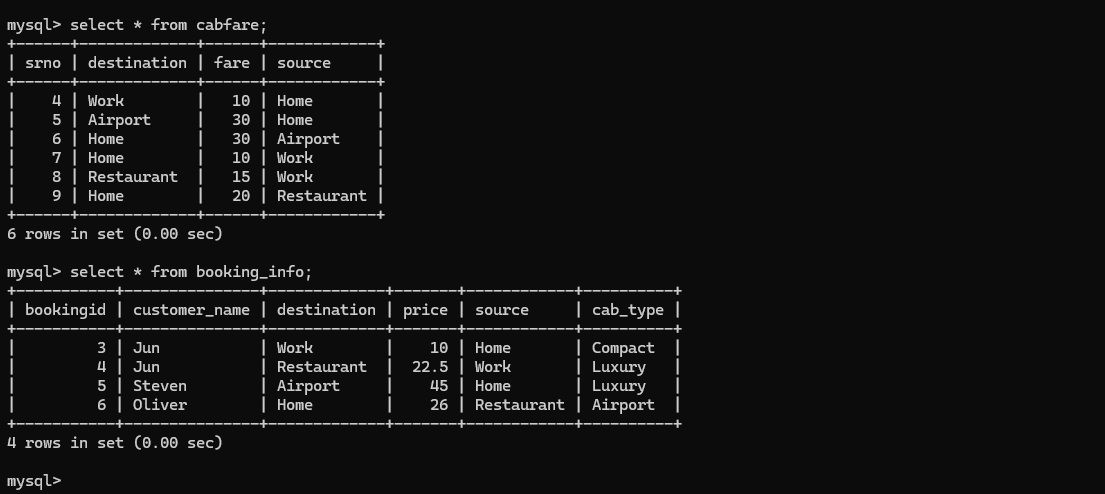 mysql> select * from cabfare;
+------+-------------+------+------------+
| srno | destination | fare | source     |
+------+-------------+------+------------+
|    4 | Work        |   10 | Home       |
|    5 | Airport     |   30 | Home       |
|    6 | Home        |   30 | Airport    |
|    7 | Home        |   10 | Work       |
|    8 | Restaurant  |   15 | Work       |
|    9 | Home        |   20 | Restaurant |
+------+-------------+------+------------+
6 rows in set (0.00 sec)

mysql> select * from booking_info;
+-----------+---------------+-------------+-------+------------+----------+
| bookingid | customer_name | destination | price | source     | cab_type |
+-----------+---------------+-------------+-------+------------+----------+
|         3 | Jun           | Work        |    10 | Home       | Compact  |
|         4 | Jun           | Restaurant  |  22.5 | Work       | Luxury   |
|         5 | Steven        | Airport     |    45 | Home       | Luxury   |
|         6 | Oliver        | Home        |    26 | Restaurant | Airport  |
+-----------+---------------+-------------+-------+------------+----------+
4 rows in set (0.00 sec)

mysql>